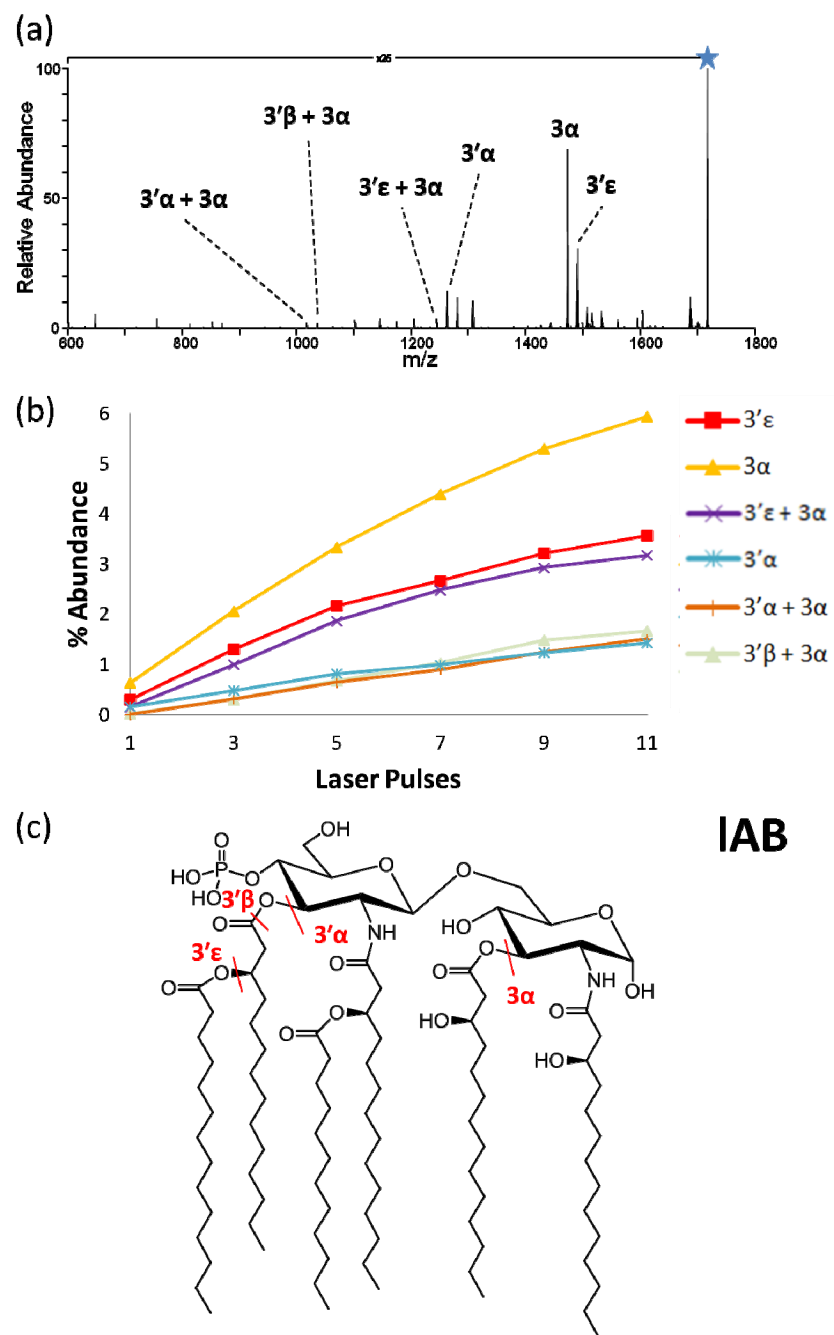 (a)
x25
100
50
0
Relative Abundance
3'α + 3α
3'β + 3α
3'ε + 3α
3'α
3α
3'ε
600 800 1000 1200 1400 1600 1800
m/z
(b)
6
5
4
3
2
1
0
% Abundance
1 3 5 7 9 11
Laser Pulses
3'ε
3α
3'ε + 3α
3'α
3'α + 3α
3'β + 3α
(c)
IAB
OH
O
HO P O O
HO
3'β O 3'α
O NH
3'ε
O
O O
O
O
O
HO O
O NH OH
O 3α
HO O
HO